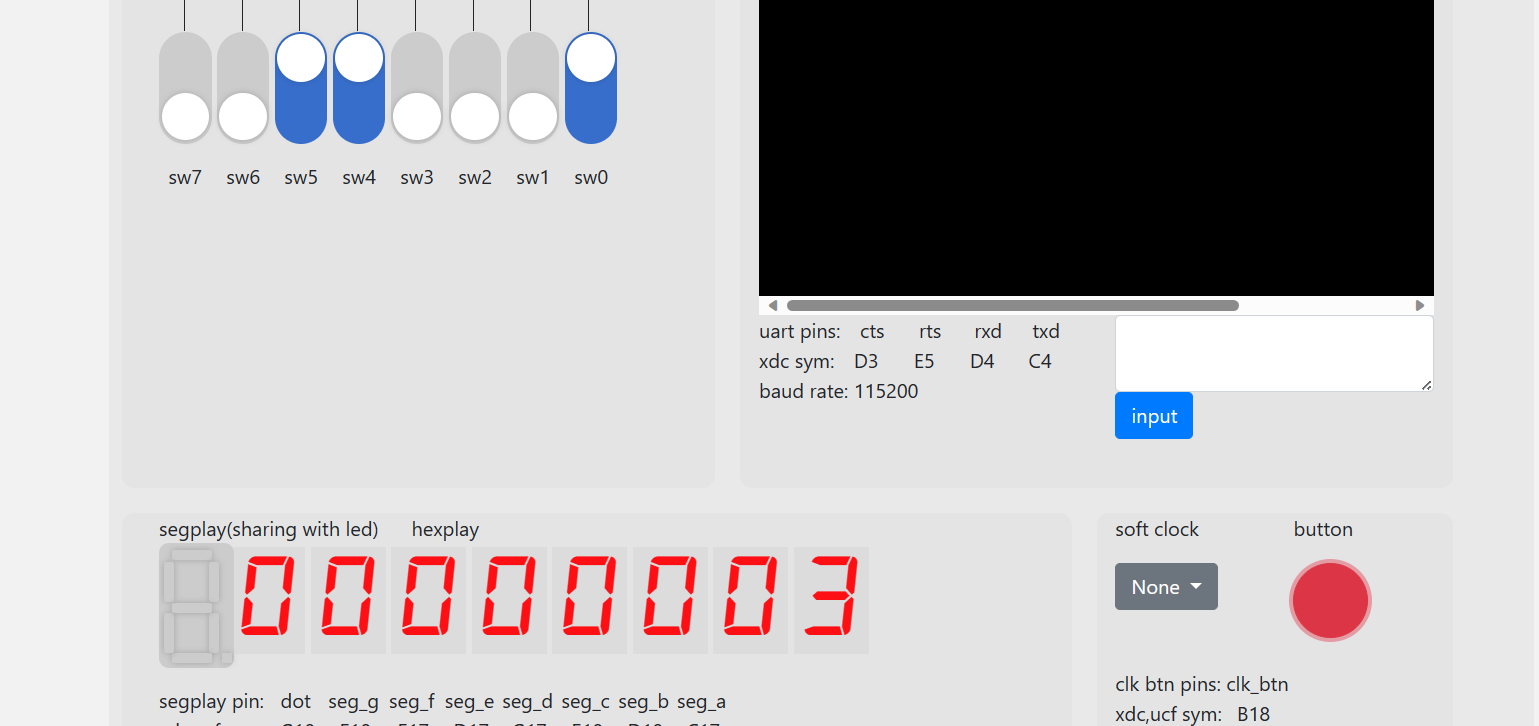 sw7 sw6 sw5 sw4 sw3 sw2 sw1 sw0
uart pins: cts rts rxd txd
xdc sym: D3 E5 D4 C4
baud rate: 115200
input
segplay(sharing with led) hexplay
00000003
segplay pin: dot seg_g seg_f seg_e seg_d seg_c seg_b seg_a
soft clock button
None
clk btn pins: clk_btn
xdc,ucf sym: B18